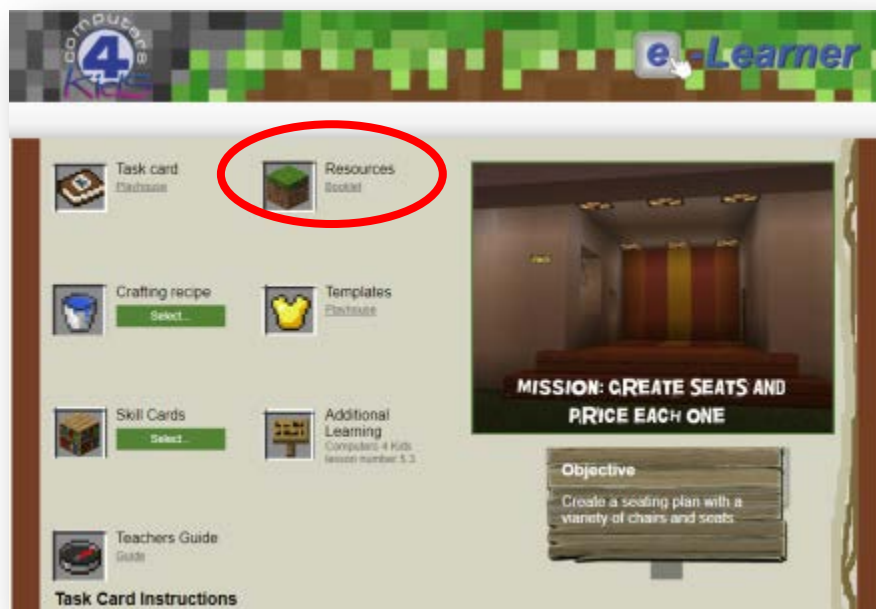 computers
4
Kids
e-Learner
Task card
Playhouse
Resources
Booklet
Crafting recipe
Select...
Templates
Playhouse
Skill Cards
Select...
Additional
Learning
Computers 4 Kids
lesson number 5.3
Teachers Guide
Guide
MISSION: CREATE SEATS AND
PRICE EACH ONE
Objective
Create a seating plan with a
variety of chairs and seats
Task Card Instructions